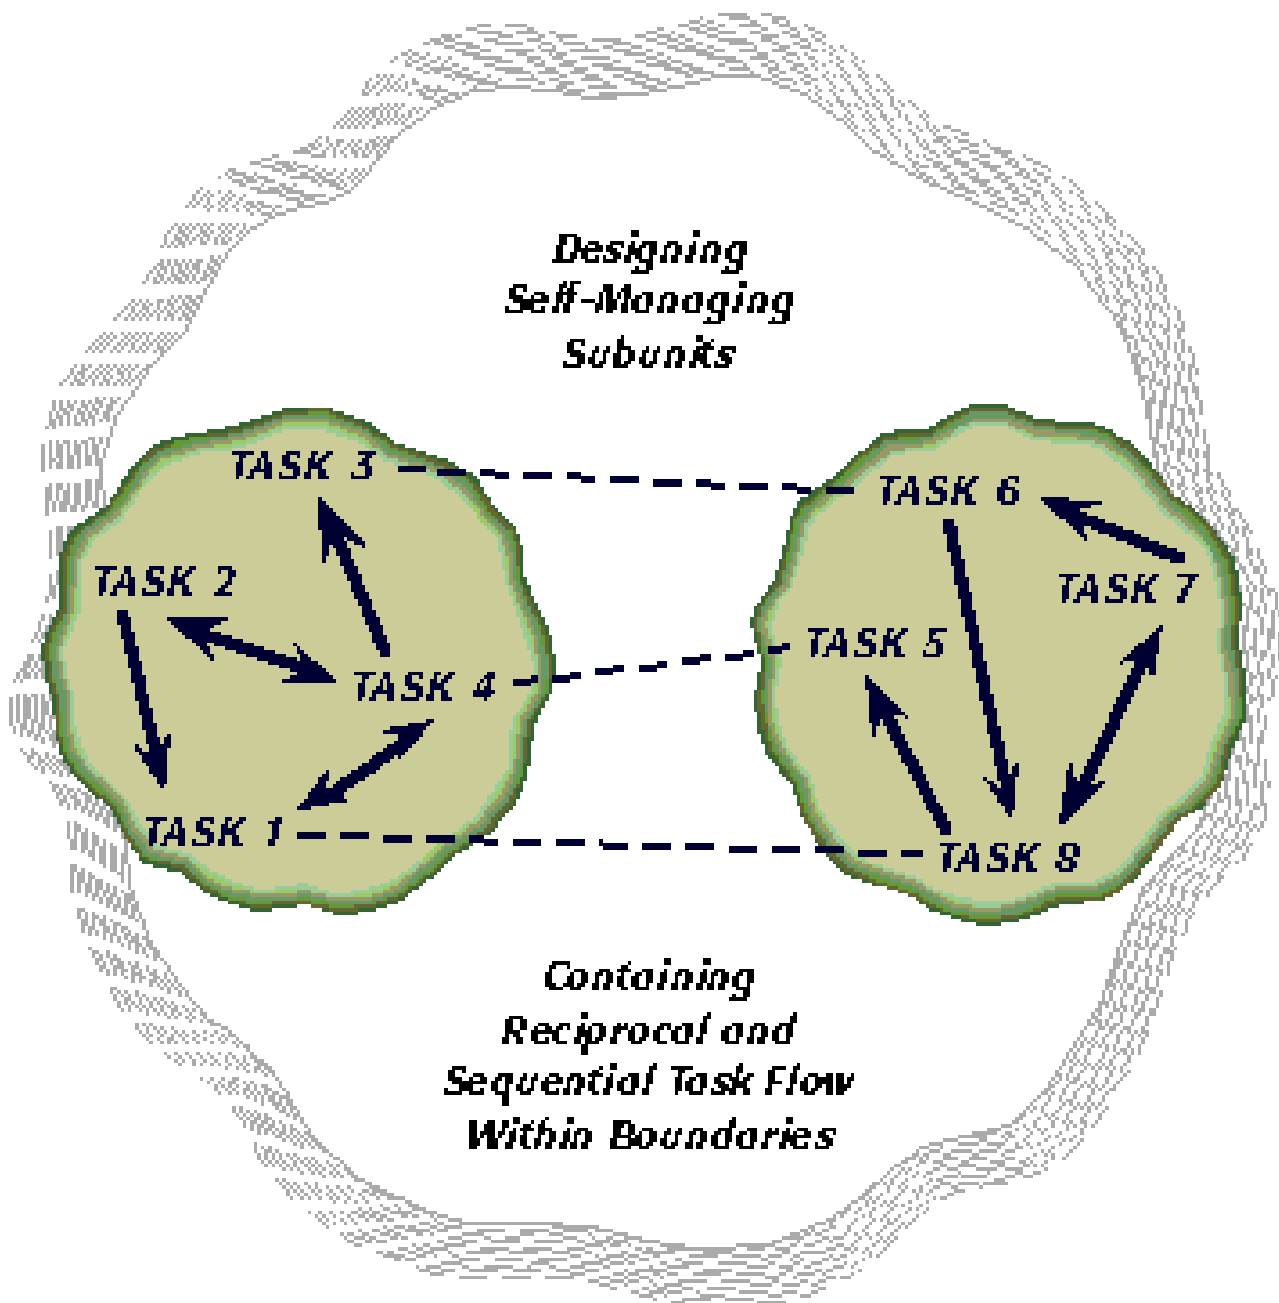 Designing
Self-Managing
Subunits
TASK 3
TASK 6
TASK 2
TASK 7
TASK 5
TASK 4
TASK 1
TASK 8
Containing
Reciprocal and
Sequential Task Flow
Within Boundaries